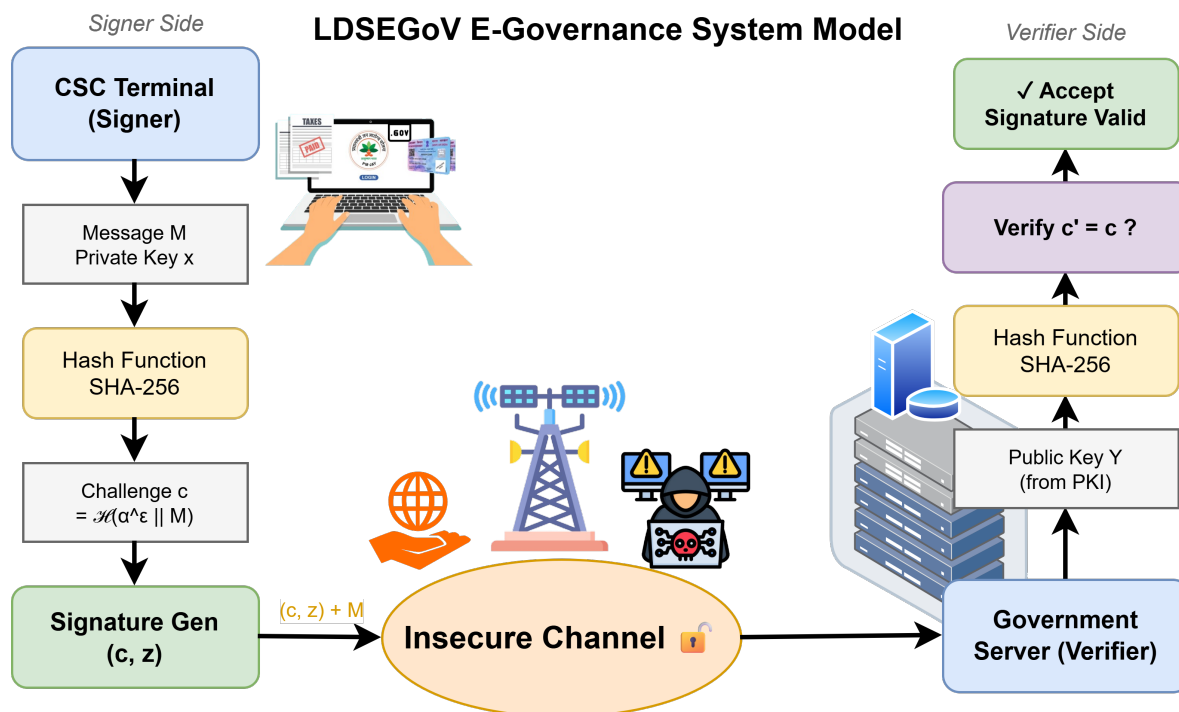 LDSEGoV E-Governance System Model
Signer Side
CSC Terminal
(Signer)
Message M
Private Key x
Hash Function
SHA-256
Challenge c
= ℋ(α^ε || M)
Signature Gen
(c, z)
TAXES
PAID
.GOV
PM-JAY
LOGIN
(c, z) + M
Insecure Channel
Verifier Side
✓ Accept
Signature Valid
Verify c' = c ?
Hash Function
SHA-256
Public Key Y
(from PKI)
Government
Server (Verifier)